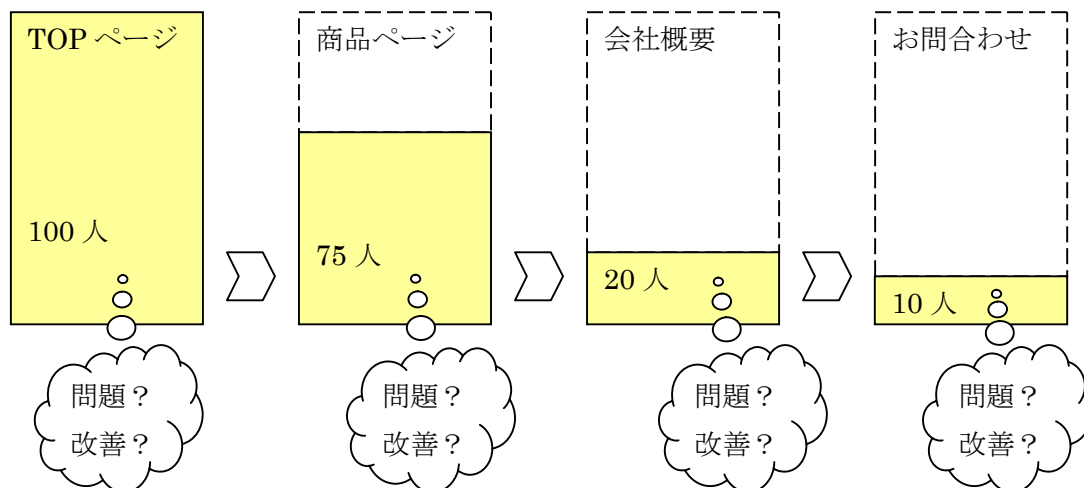 TOP ページ
商品ページ
会社概要
お問合わせ
100 人
75 人
20 人
10 人
問題？
改善？
問題？
改善？
問題？
改善？
問題？
改善？